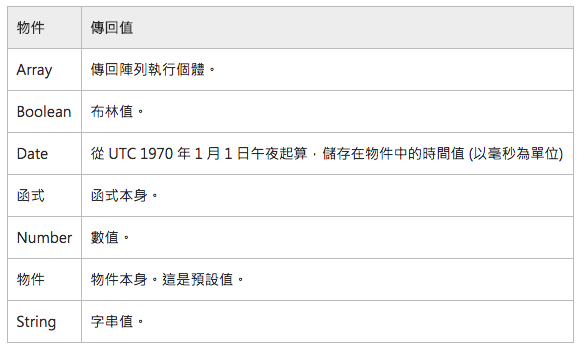 物件 傳回值
Array 傳回陣列執行個體。
Boolean 布林值。
Date 從 UTC 1970 年 1 月 1 日午夜起算，儲存在物件中的時間值 (以毫秒為單位)
函式 函式本身。
Number 數值。
物件 物件本身。這是預設值。
String 字串值。